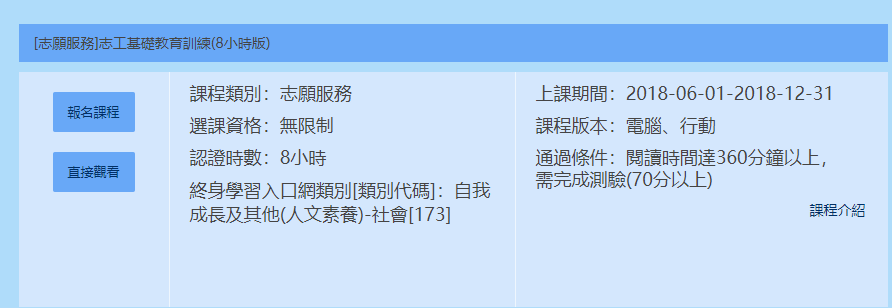 [志願服務]志工基礎教育訓練(8小時版)
報名課程
直接觀看
課程類別：志願服務
選課資格：無限制
認證時數：8小時
終身學習入口網類別[類別代碼]：自我
成長及其他(人文素養)-社會[173]
上課期間：2018-06-01-2018-12-31
課程版本：電腦、行動
通過條件：閱讀時間達360分鐘以上，
需完成測驗(70分以上)
課程介紹